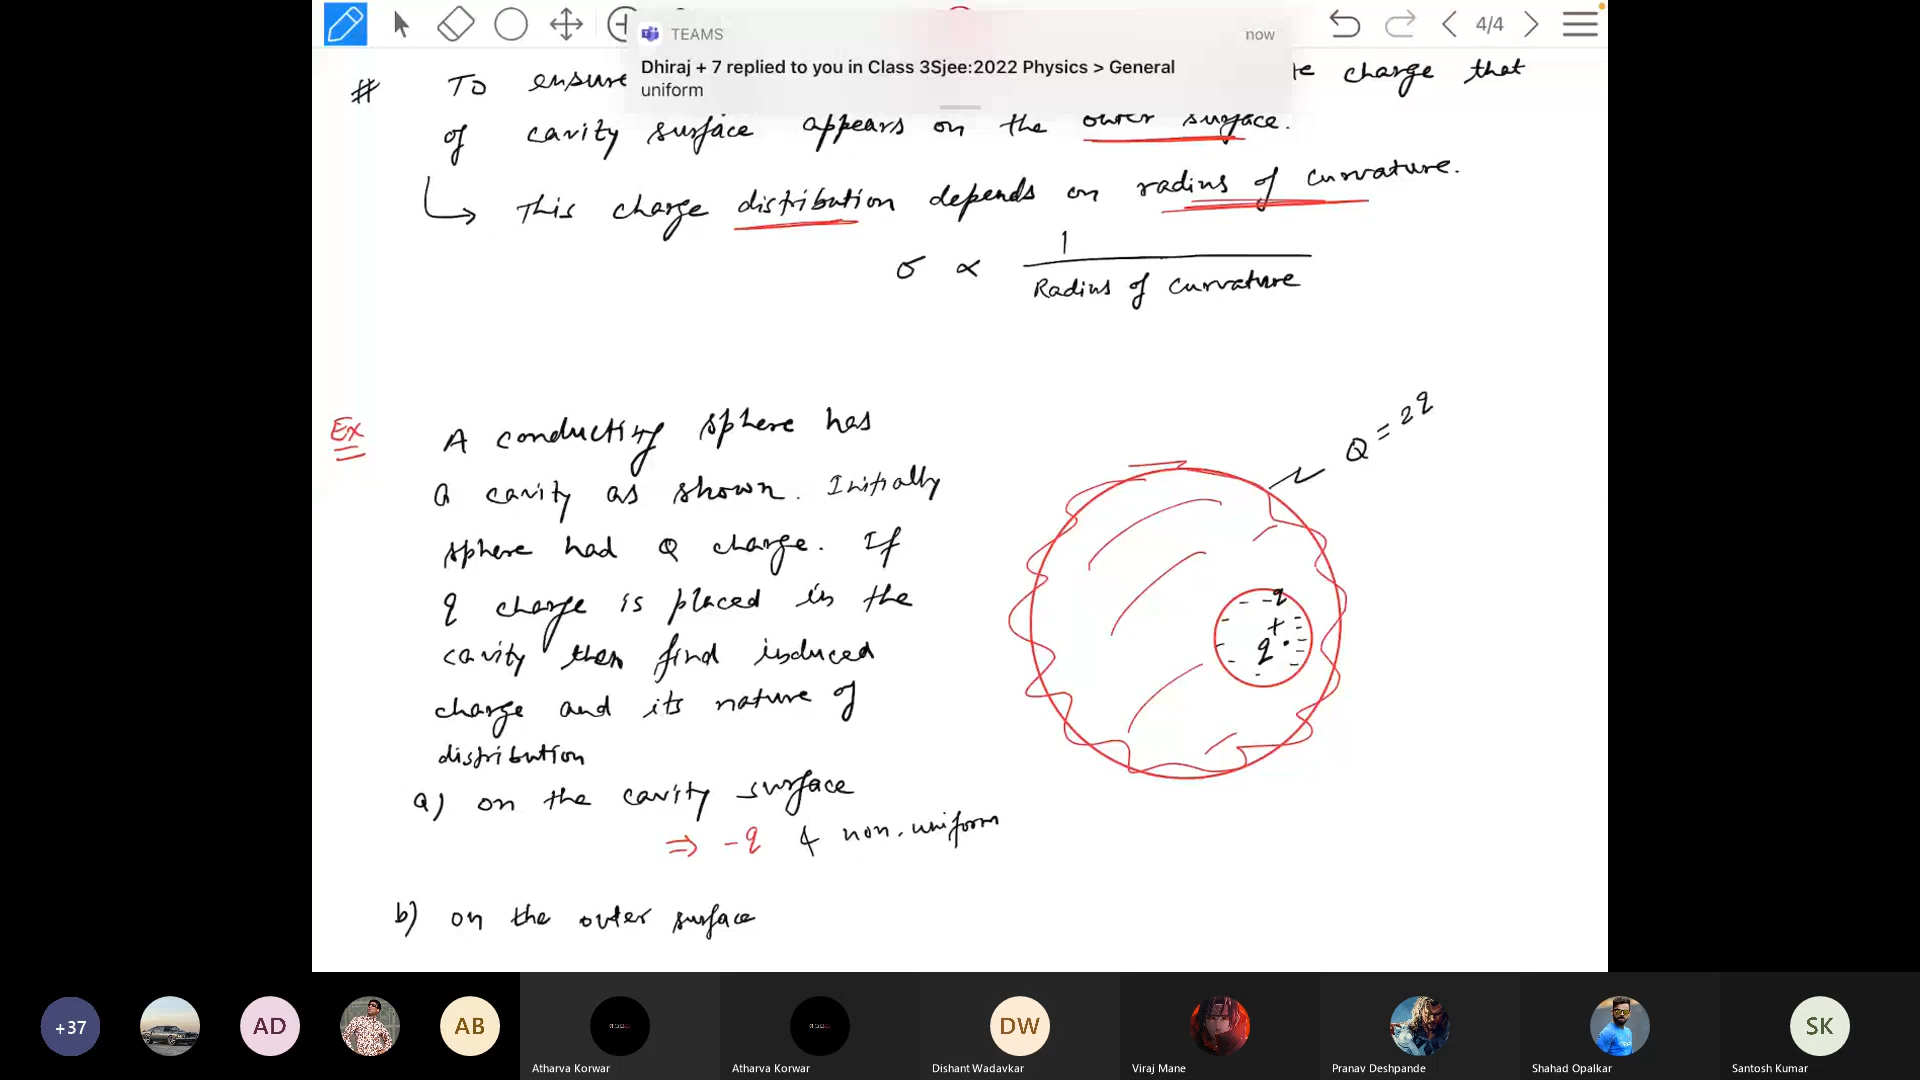 4/4
TEAMS
now
Dhiraj + 7 replied to you in Class 3Sjee:2022 Physics > General
uniform
# To ensure charge that
of cavity surface appears on the outer surface.
↳ This charge distribution depends on radius of curvature.
σ ∝ 1 / Radius of curvature
Ex
A conducting sphere has
a cavity as shown. Initially
sphere had Q charge. If
q charge is placed in the
cavity then find induced
charge and its nature of
distribution
a) on the cavity surface
⇒ -q & non-uniform
b) on the outer surface
Q = 2q
-q
+
q
+37
AD
AB
Atharva Korwar
Atharva Korwar
DW
Dishant Wadavkar
Viraj Mane
Pranav Deshpande
Shahad Opalkar
SK
Santosh Kumar